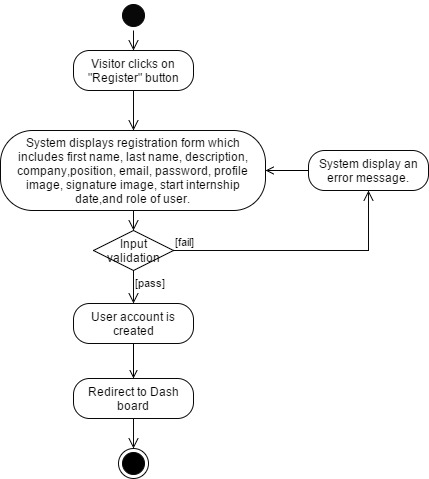 Visitor clicks on
"Register" button
System displays registration form which
includes first name, last name, description,
company,position, email, password, profile
image, signature image, start internship
date,and role of user.
System display an
error message.
Input
validation
[fail]
[pass]
User account is
created
Redirect to Dash
board